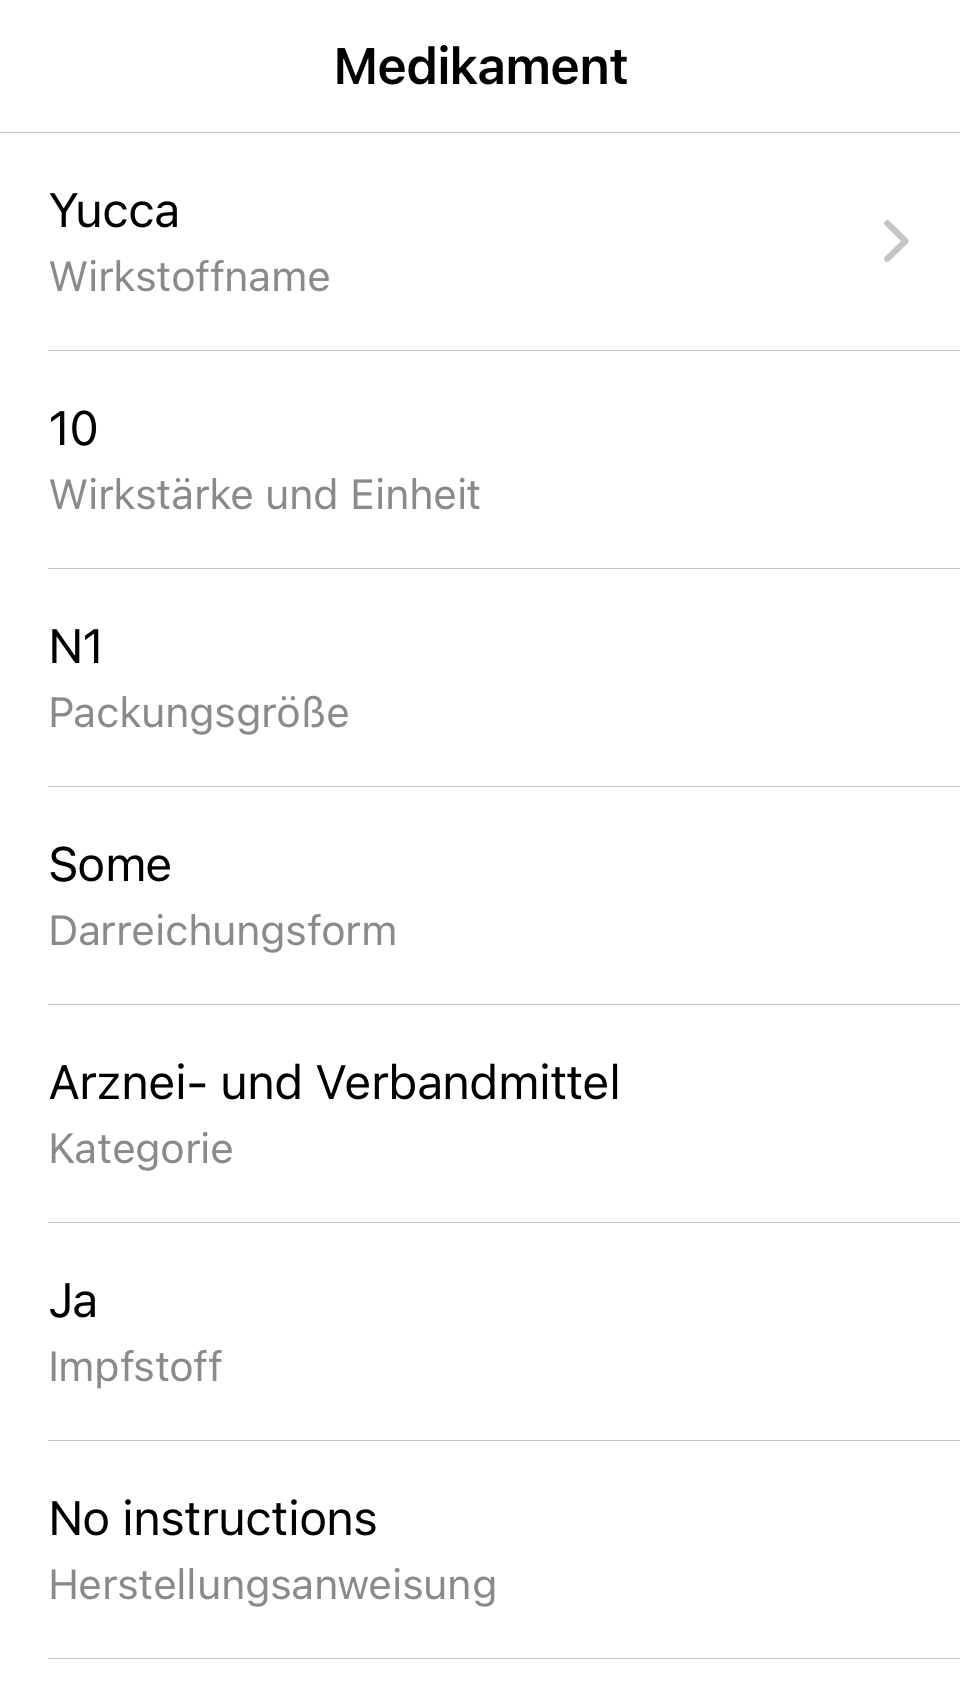 Medikament
Yucca
Wirkstoffname
10
Wirkstärke und Einheit
N1
Packungsgröße
Some
Darreichungsform
Arznei- und Verbandmittel
Kategorie
Ja
Impfstoff
No instructions
Herstellungsanweisung